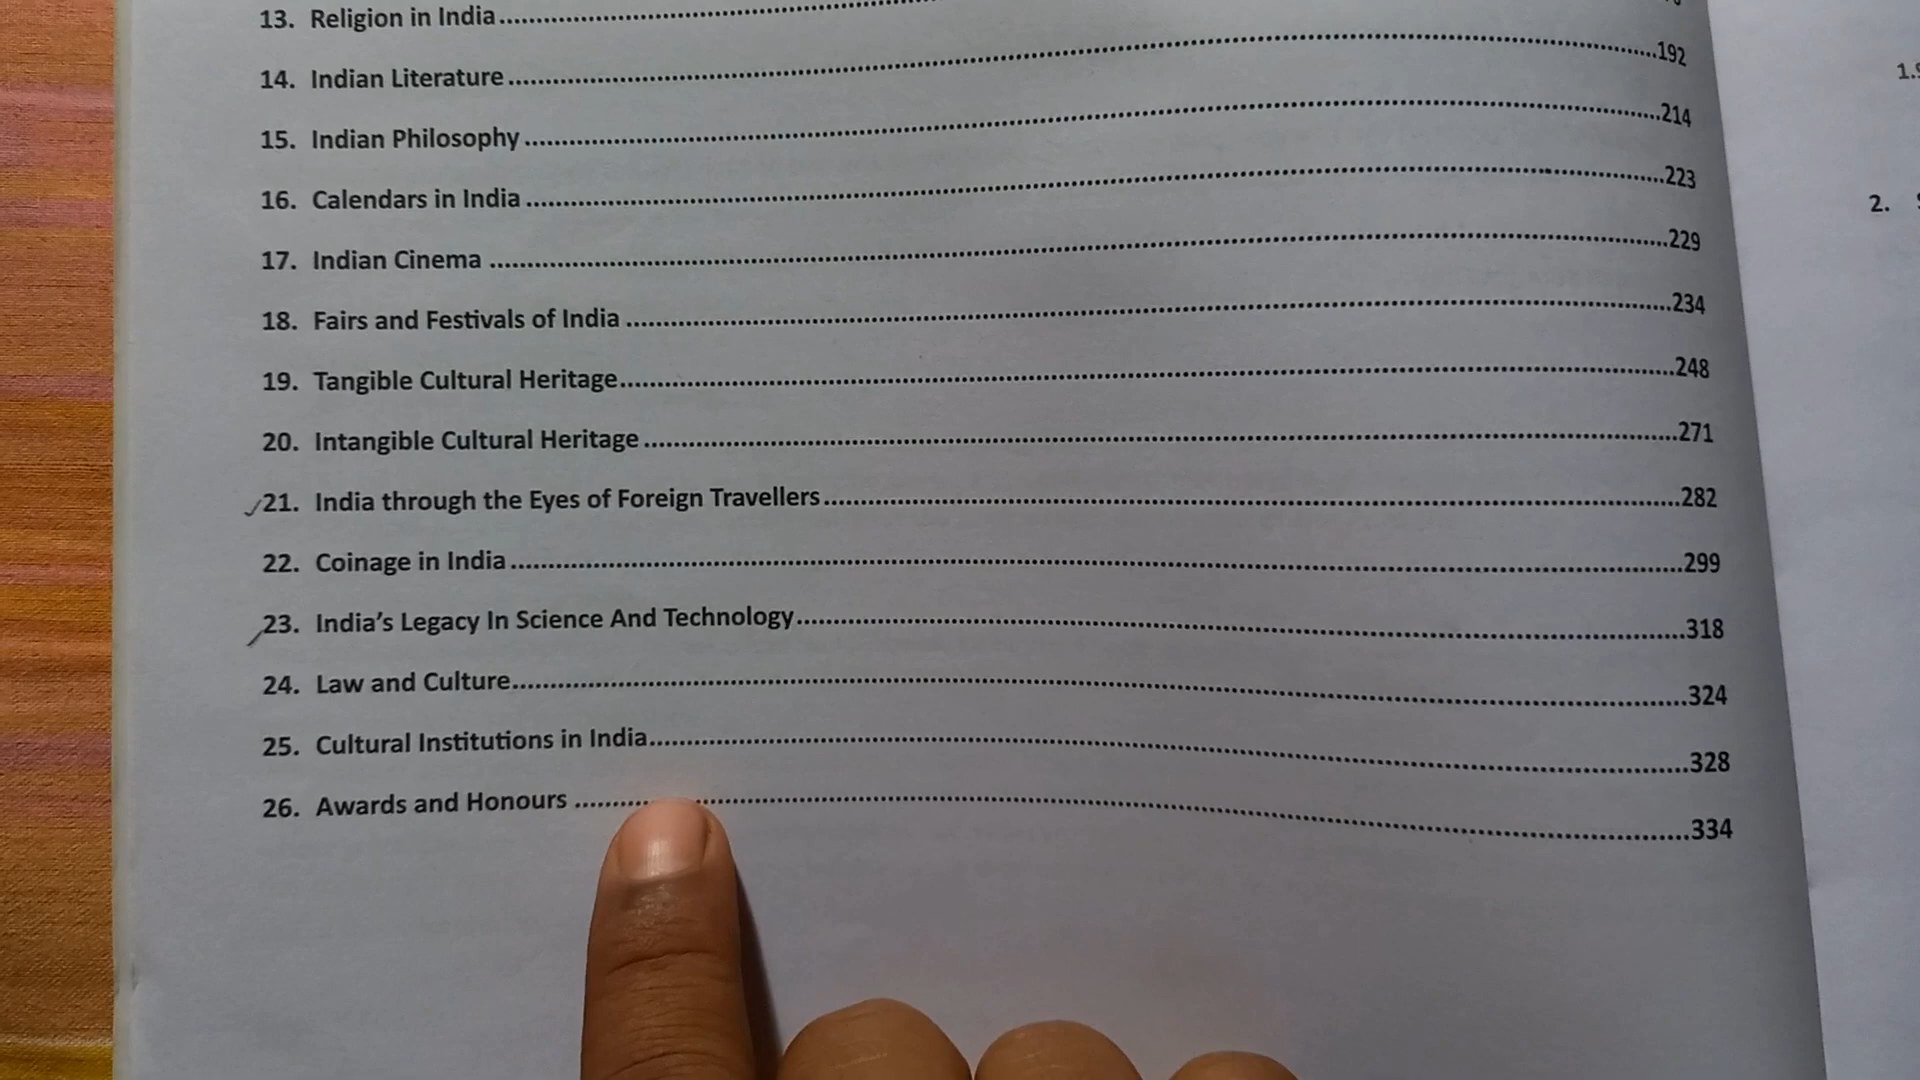 13. Religion in India
14. Indian Literature 192
15. Indian Philosophy 214
16. Calendars in India 223
17. Indian Cinema 229
18. Fairs and Festivals of India 234
19. Tangible Cultural Heritage 248
20. Intangible Cultural Heritage 271
21. India through the Eyes of Foreign Travellers 282
22. Coinage in India 299
23. India's Legacy In Science And Technology 318
24. Law and Culture 324
25. Cultural Institutions in India 328
26. Awards and Honours 334
1.
2.